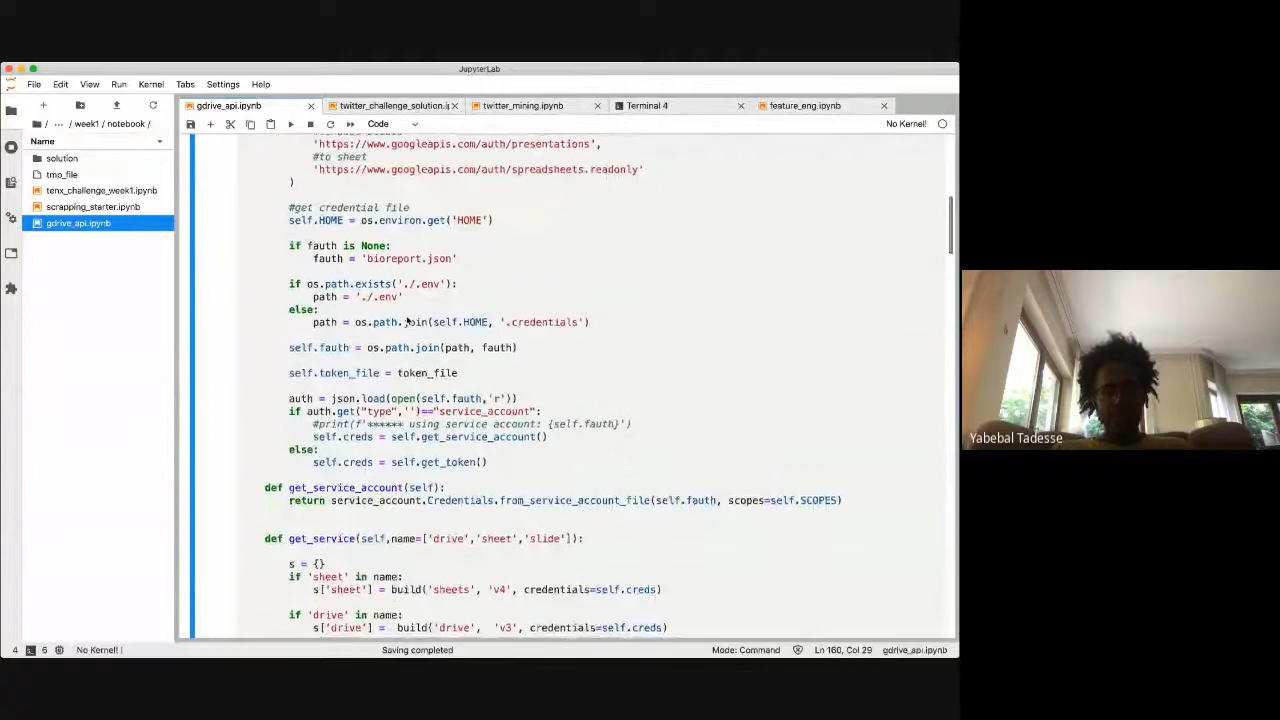 JupyterLab
File Edit View Run Kernel Tabs Settings Help
gdrive_api.ipynb
twitter_challenge_solution.ip
twitter_mining.ipynb
Terminal 4
feature_eng.ipynb
/ ... / week1 / notebook /
Code
No Kernel!
Name
solution
tmp_file
tenx_challenge_week1.ipynb
scrapping_starter.ipynb
gdrive_api.ipynb
'https://www.googleapis.com/auth/presentations',
#to sheet
'https://www.googleapis.com/auth/spreadsheets.readonly'
)
#get credential file
self.HOME = os.environ.get('HOME')
if fauth is None:
fauth = 'bioreport.json'
if os.path.exists('./.env'):
path = './.env'
else:
path = os.path.join(self.HOME, '.credentials')
self.fauth = os.path.join(path, fauth)
self.token_file = token_file
auth = json.load(open(self.fauth,'r'))
if auth.get("type",'')=="service_account":
#print(f'****** using service account: {self.fauth}')
self.creds = self.get_service_account()
else:
self.creds = self.get_token()
def get_service_account(self):
return service_account.Credentials.from_service_account_file(self.fauth, scopes=self.SCOPES)
def get_service(self,name=['drive','sheet','slide']):
s = {}
if 'sheet' in name:
s['sheet'] = build('sheets', 'v4', credentials=self.creds)
if 'drive' in name:
s['drive'] = build('drive', 'v3', credentials=self.creds)
4 6 No Kernel! |
Saving completed
Mode: Command
Ln 160, Col 29
gdrive_api.ipynb
Yabebal Tadesse